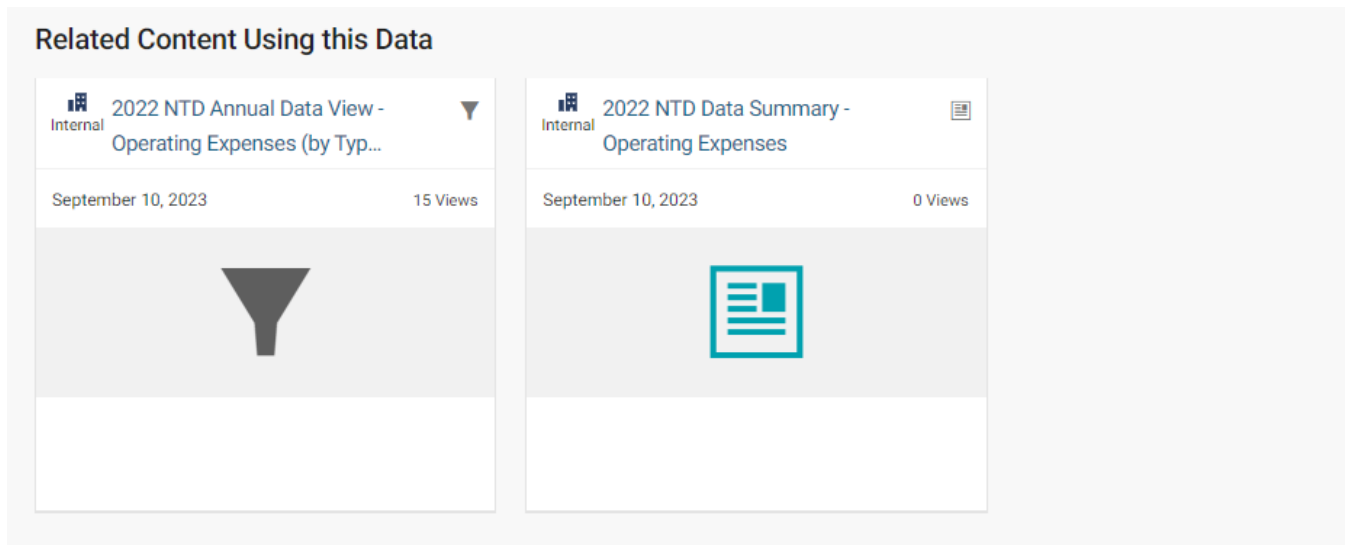 Related Content Using this Data
Internal
2022 NTD Annual Data View -
Operating Expenses (by Typ...
September 10, 2023
15 Views
Internal
2022 NTD Data Summary -
Operating Expenses
September 10, 2023
0 Views